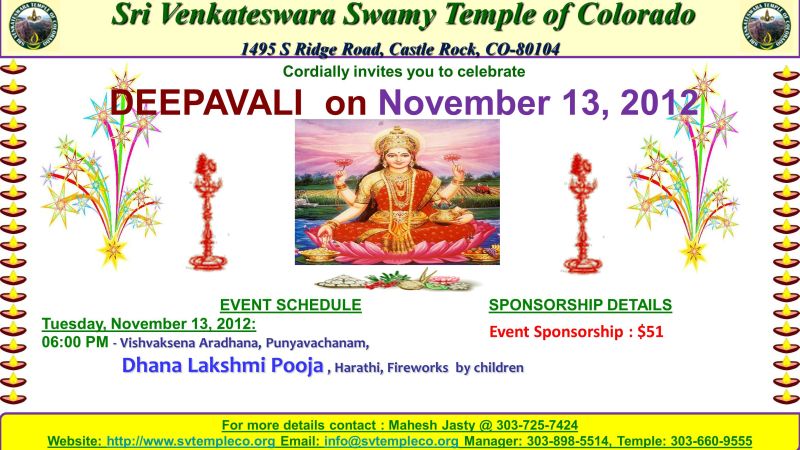 Sri Venkateswara Swamy Temple of Colorado
1495 S Ridge Road, Castle Rock, CO-80104
Cordially invites you to celebrate
DEEPAVALI on November 13, 2012
EVENT SCHEDULE
Tuesday, November 13, 2012:
06:00 PM - Vishvaksena Aradhana, Punyavachanam,
Dhana Lakshmi Pooja , Harathi, Fireworks by children
SPONSORSHIP DETAILS
Event Sponsorship : $51
For more details contact : Mahesh Jasty @ 303-725-7424
Website: http://www.svtempleco.org Email: info@svtempleco.org Manager: 303-898-5514, Temple: 303-660-9555